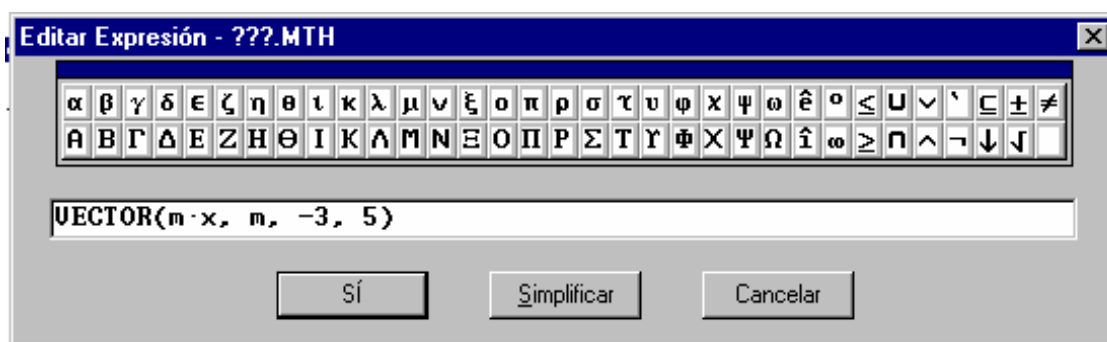 Editar Expresión - ???.MTH
α β γ δ ε ζ η θ ι κ λ μ ν ξ ο π ρ σ τ υ φ χ ψ ω ê ° ≤ ∪ ∨ ` ⊆ ± ≠
Α Β Γ Δ Ε Ζ Η Θ Ι Κ Λ Μ Ν Ξ Ο Π Ρ Σ Τ Υ Φ Χ Ψ Ω î ∞ ≥ ∩ ∧ ¬ ↓ √
VECTOR(m·x, m, -3, 5)
SÍ Simplificar Cancelar